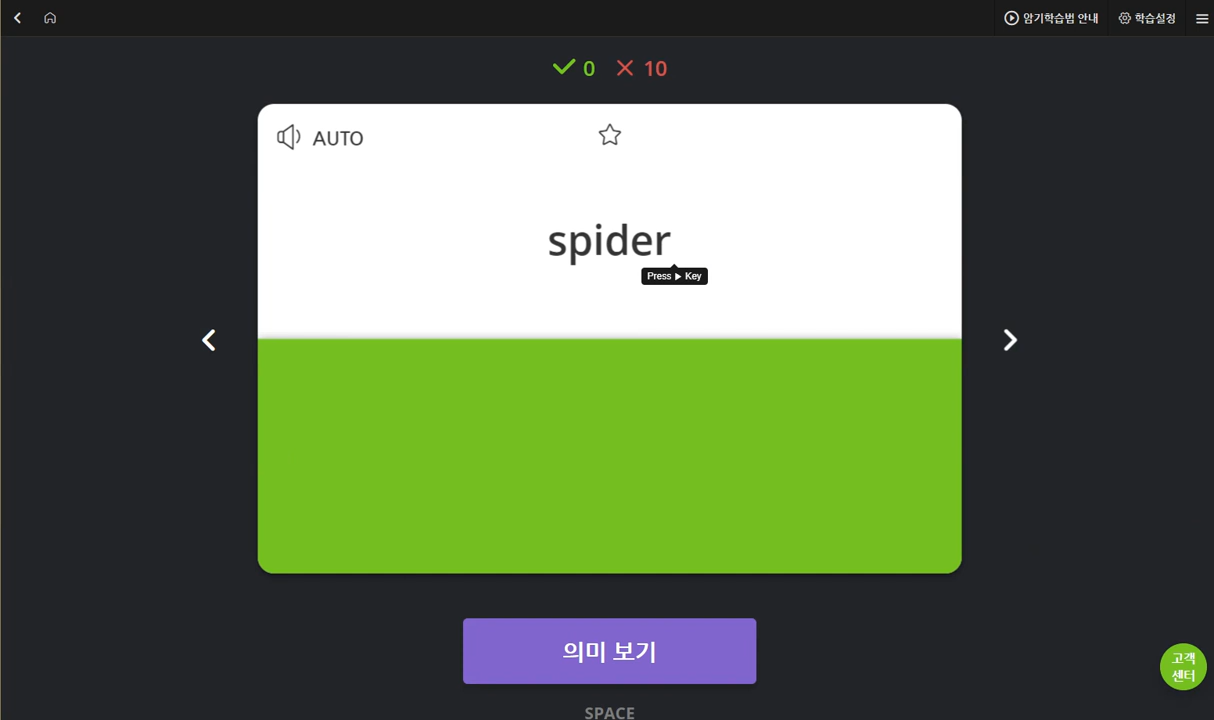 암기학습법 안내
학습설정
0
10
AUTO
spider
Press ▶ Key
의미 보기
SPACE
고객
센터